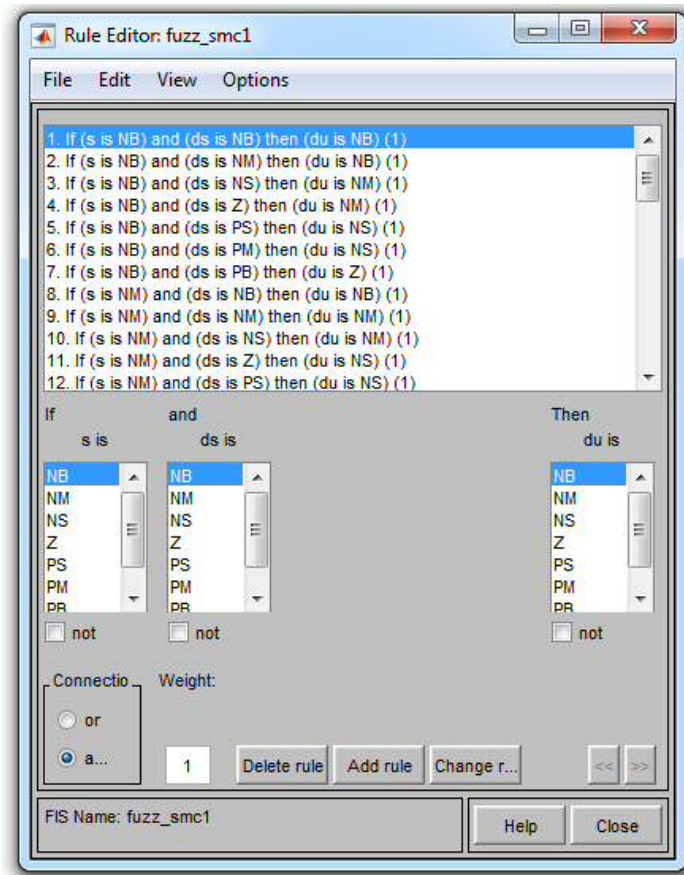 Rule Editor: fuzz_smc1
File Edit View Options
1. If (s is NB) and (ds is NB) then (du is NB) (1)
2. If (s is NB) and (ds is NM) then (du is NB) (1)
3. If (s is NB) and (ds is NS) then (du is NM) (1)
4. If (s is NB) and (ds is Z) then (du is NM) (1)
5. If (s is NB) and (ds is PS) then (du is NS) (1)
6. If (s is NB) and (ds is PM) then (du is NS) (1)
7. If (s is NB) and (ds is PB) then (du is Z) (1)
8. If (s is NM) and (ds is NB) then (du is NB) (1)
9. If (s is NM) and (ds is NM) then (du is NM) (1)
10. If (s is NM) and (ds is NS) then (du is NM) (1)
11. If (s is NM) and (ds is Z) then (du is NS) (1)
12. If (s is NM) and (ds is PS) then (du is NS) (1)
If and Then
s is ds is du is
NB NB NB
NM NM NM
NS NS NS
Z Z Z
PS PS PS
PM PM PM
PB PB PB
not not not
Connectio Weight:
or
a... 1 Delete rule Add rule Change r... << >>
FIS Name: fuzz_smc1 Help Close